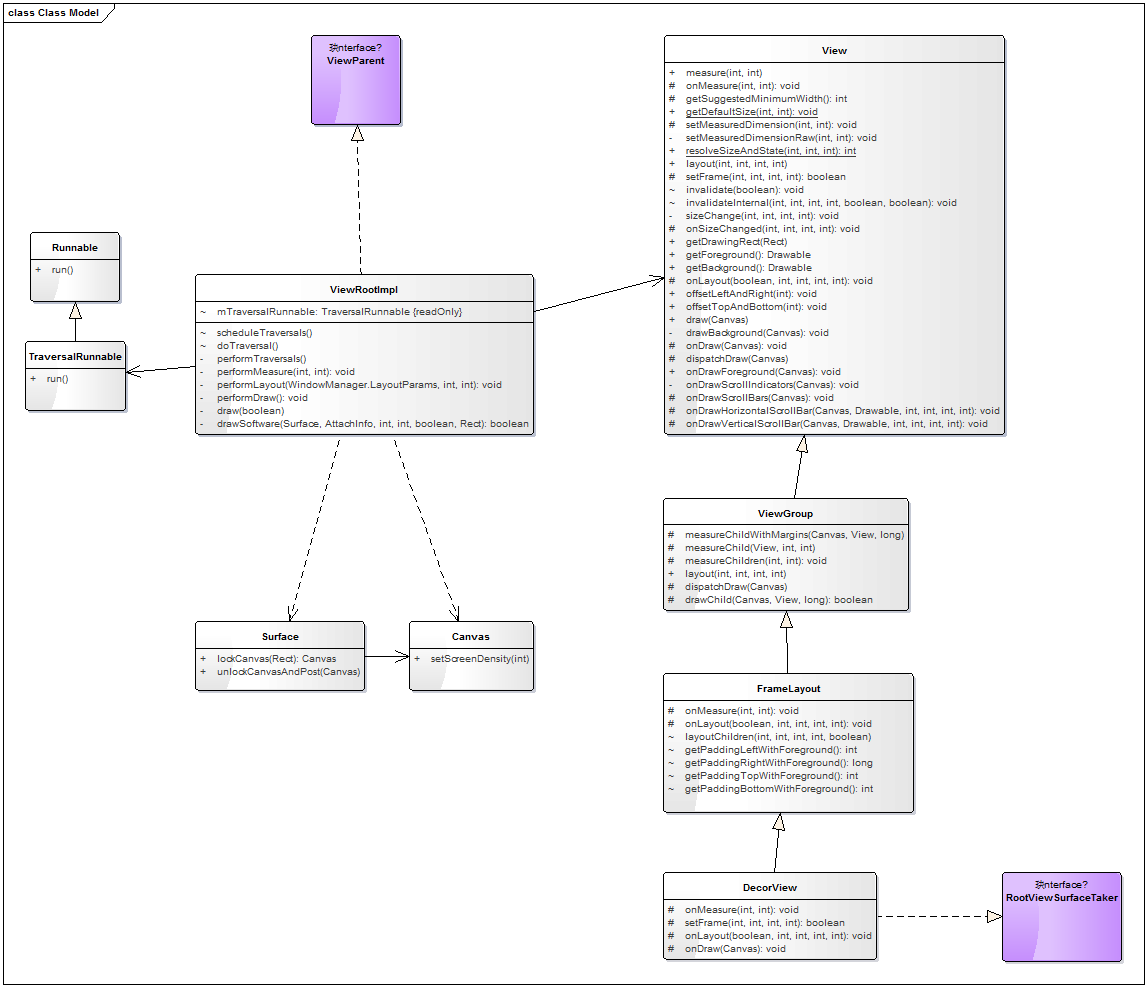 class Class Model
玧nterface?
ViewParent
View
+ measure(int, int)
# onMeasure(int, int): void
# getSuggestedMinimumWidth(): int
+ getDefaultSize(int, int): void
# setMeasuredDimension(int, int): void
- setMeasuredDimensionRaw(int, int): void
+ resolveSizeAndState(int, int, int): int
+ layout(int, int, int, int)
# setFrame(int, int, int, int): boolean
~ invalidate(boolean): void
~ invalidateInternal(int, int, int, int, boolean, boolean): void
- sizeChange(int, int, int, int): void
# onSizeChanged(int, int, int, int): void
+ getDrawingRect(Rect)
+ getForeground(): Drawable
+ getBackground(): Drawable
# onLayout(boolean, int, int, int, int): void
+ offsetLeftAndRight(int): void
+ offsetTopAndBottom(int): void
+ draw(Canvas)
- drawBackground(Canvas): void
# onDraw(Canvas): void
# dispatchDraw(Canvas)
+ onDrawForeground(Canvas): void
- onDrawScrollIndicators(Canvas): void
# onDrawScrollBars(Canvas): void
# onDrawHorizontalScrollBar(Canvas, Drawable, int, int, int, int): void
# onDrawVerticalScrollBar(Canvas, Drawable, int, int, int, int): void
Runnable
+ run()
TraversalRunnable
+ run()
ViewRootImpl
~ mTraversalRunnable: TraversalRunnable {readOnly}
~ scheduleTraversals()
~ doTraversal()
- performTraversals()
- performMeasure(int, int): void
- performLayout(WindowManager.LayoutParams, int, int): void
- performDraw(): void
- draw(boolean)
- drawSoftware(Surface, AttachInfo, int, int, boolean, Rect): boolean
ViewGroup
# measureChildWithMargins(Canvas, View, long)
# measureChild(View, int, int)
# measureChildren(int, int): void
+ layout(int, int, int, int)
# dispatchDraw(Canvas)
# drawChild(Canvas, View, long): boolean
Surface
+ lockCanvas(Rect): Canvas
+ unlockCanvasAndPost(Canvas)
Canvas
+ setScreenDensity(int)
FrameLayout
# onMeasure(int, int): void
# onLayout(boolean, int, int, int, int): void
~ layoutChildren(int, int, int, int, boolean)
~ getPaddingLeftWithForeground(): int
~ getPaddingRightWithForeground(): long
~ getPaddingTopWithForeground(): int
~ getPaddingBottomWithForeground(): int
DecorView
# onMeasure(int, int): void
# setFrame(int, int, int, int): boolean
# onLayout(boolean, int, int, int, int): void
# onDraw(Canvas): void
玧nterface?
RootViewSurfaceTaker